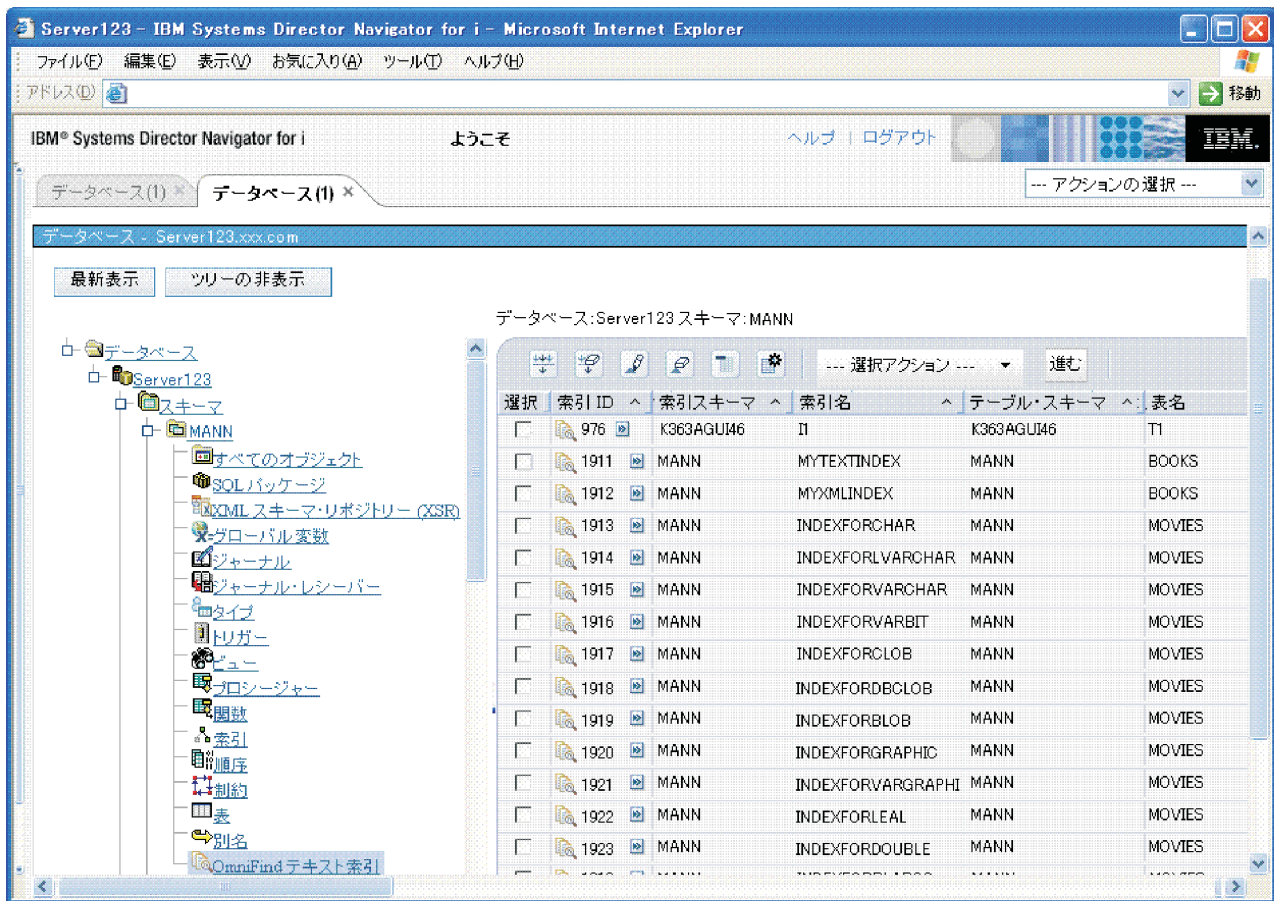 Server123 - IBM Systems Director Navigator for i - Microsoft Internet Explorer
ファイル(F) 編集(E) 表示(V) お気に入り(A) ツール(T) ヘルプ(H)
アドレス(D) 移動
IBM® Systems Director Navigator for i ようこそ ヘルプ | ログアウト IBM.
データベース(1) データベース(1) --- アクションの選択 ---
データベース - Server123.xxx.com
最新表示 ツリーの非表示
データベース:Server123 スキーマ:MANN
データベース
Server123
スキーマ
MANN
すべてのオブジェクト
SQL パッケージ
XML スキーマ・リポジトリー (XSR)
グローバル変数
ジャーナル
ジャーナル・レシーバー
タイプ
トリガー
ビュー
プロシージャー
関数
索引
順序
制約
表
別名
OmniFind テキスト索引
--- 選択アクション --- 進む
選択 索引 ID 索引スキーマ 索引名 テーブル・スキーマ 表名
976 K363AGUI46 I1 K363AGUI46 T1
1911 MANN MYTEXTINDEX MANN BOOKS
1912 MANN MYXMLINDEX MANN BOOKS
1913 MANN INDEXFORCHAR MANN MOVIES
1914 MANN INDEXFORLVARCHAR MANN MOVIES
1915 MANN INDEXFORVARCHAR MANN MOVIES
1916 MANN INDEXFORVARBIT MANN MOVIES
1917 MANN INDEXFORCLOB MANN MOVIES
1918 MANN INDEXFORDBCLOB MANN MOVIES
1919 MANN INDEXFORBLOB MANN MOVIES
1920 MANN INDEXFORGRAPHIC MANN MOVIES
1921 MANN INDEXFORVARGRAPHI MANN MOVIES
1922 MANN INDEXFORLEAL MANN MOVIES
1923 MANN INDEXFORDOUBLE MANN MOVIES